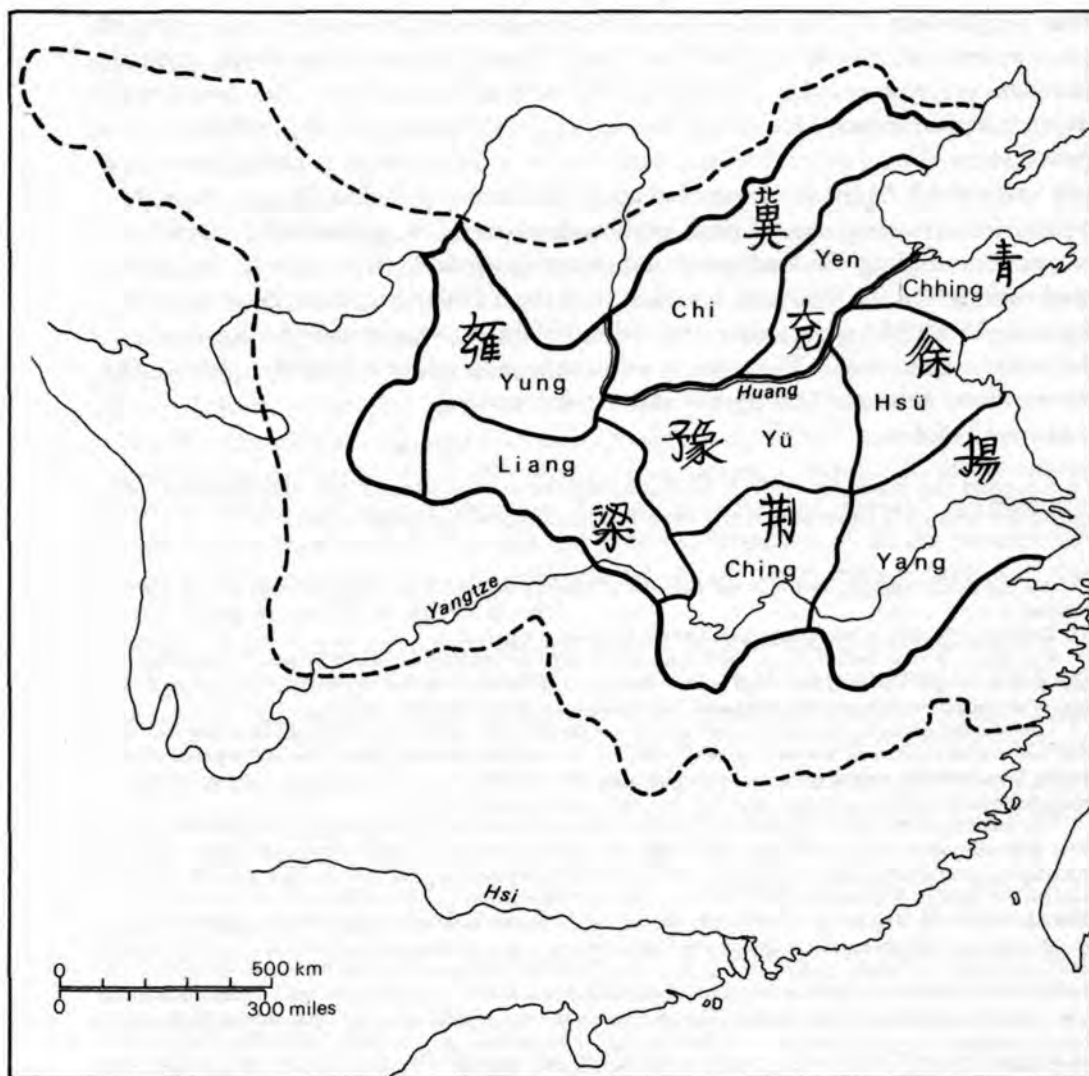 冀
Yen
青
Chhing
Chi
兗
雍
徐
Yung
Huang
Hsü
豫
Yü
揚
Liang
荆
梁
Ching
Yang
Yangtze
Hsi
0 500 km
0 300 miles